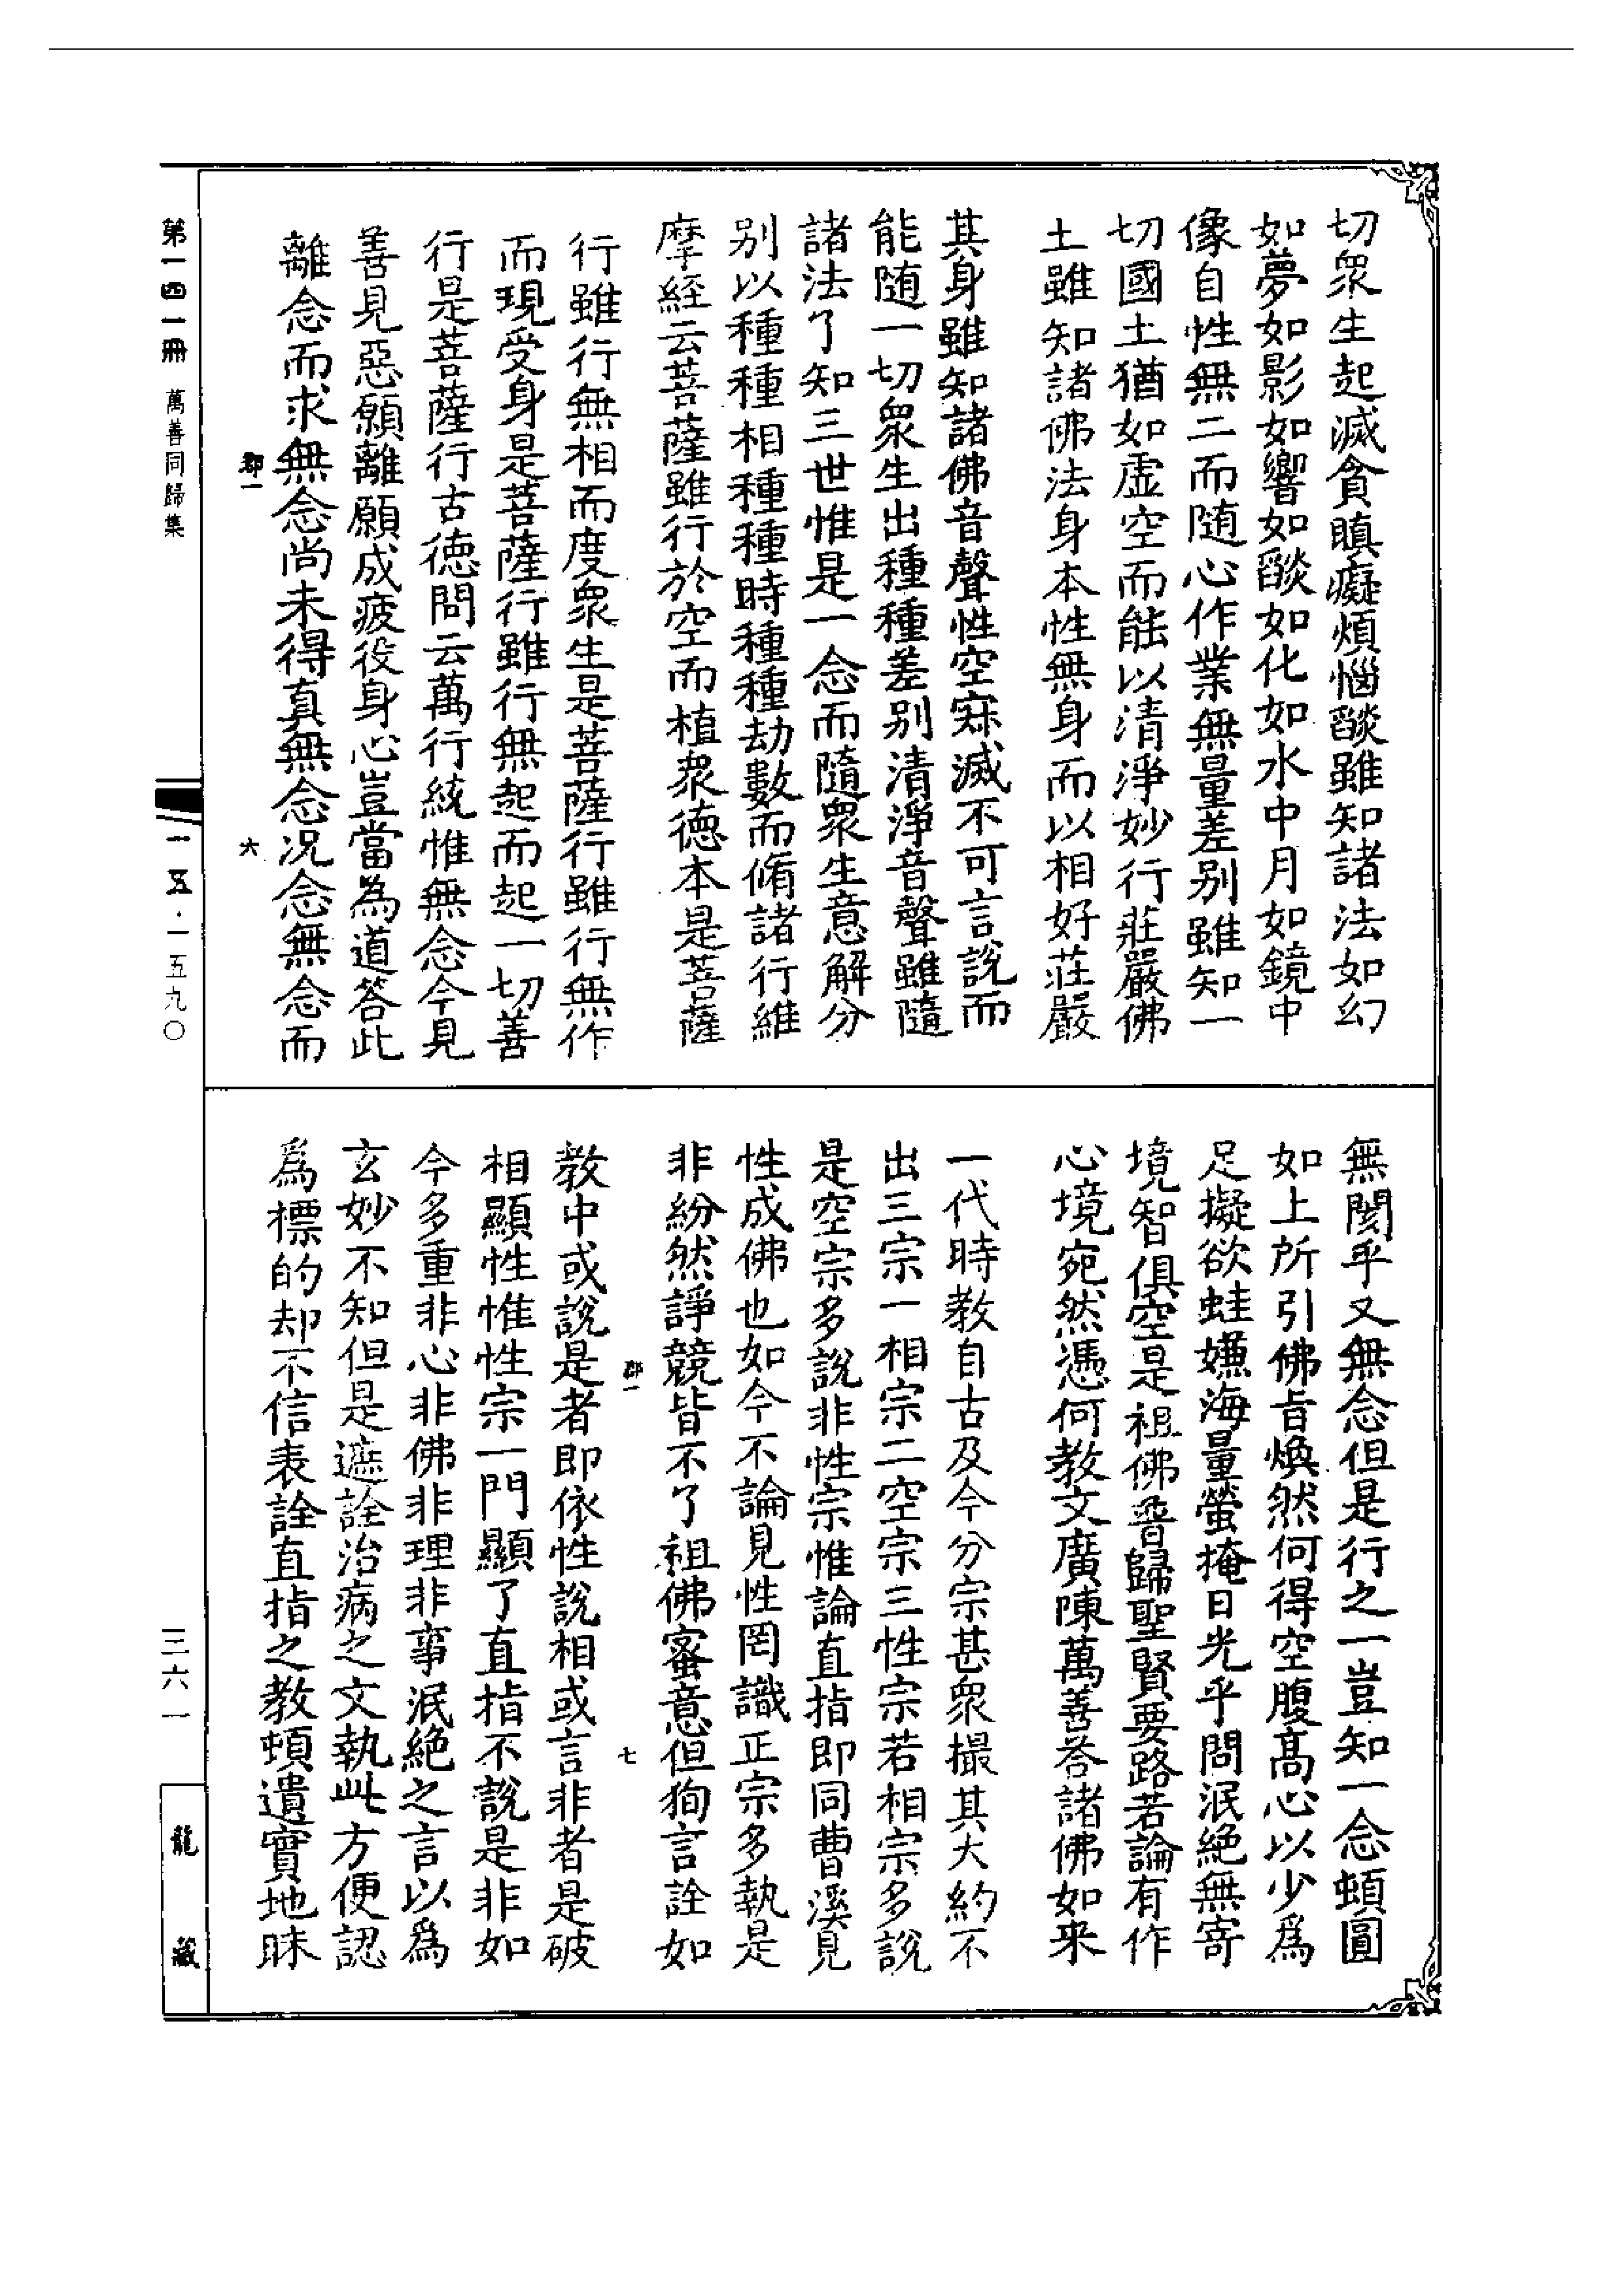 切衆生起滅貪瞋癡煩惱燄雖知諸法如幻
如夢如影如響如燄如化如水中月如鏡中
像自性無二而随心作業無量差别雖知一
切國土猶如虚空而能以清淨妙行莊嚴佛
土雖知諸佛法身本性無身而以相好莊嚴
其身雖知諸佛音聲性空寂滅不可言說而
能随一切衆生出種種差别清淨音聲雖隨
諸法了知三世惟是一念而隨衆生意解分
别以種種相種種時種種劫數而脩諸行維
摩經云菩薩雖行於空而植衆德本是菩薩
行雖行無相而度衆生是菩薩行雖行無作
而現受身是菩薩行雖行無起而起一切善
行是菩薩行古德問云萬行統惟無念今見
善見惡願離願成疲役身心豈當為道答此
離念而求無念尚未得真無念况念無念而
郡一
六
無閡乎又無念但是行之一豈知一念頓圓
如上所引佛旨煥然何得空腹髙心以少爲
足擬欲蛙嫌海量螢掩日光乎問泯絶無寄
境智俱空是祖佛普歸聖賢要路若論有作
心境宛然憑何教文廣陳萬善荅諸佛如来
一代時教自古及今分宗甚衆撮其大約不
出三宗一相宗二空宗三性宗若相宗多說
是空宗多說非性宗惟論直指即同曹溪見
性成佛也如今不論見性罔識正宗多執是
非紛然諍競皆不了祖佛蜜意但狥言詮如
郡一
七
教中或說是者即依性說相或言非者是破
相顯性惟性宗一門顯了直指不説是非如
今多重非心非佛非理非事泯絶之言以爲
玄妙不知但是遮詮治病之文執此方便認
爲標的却不信表詮直指之教頓遺實地昧
第一四一冊 萬善同歸集
一五·一五九〇
三六一
龍藏